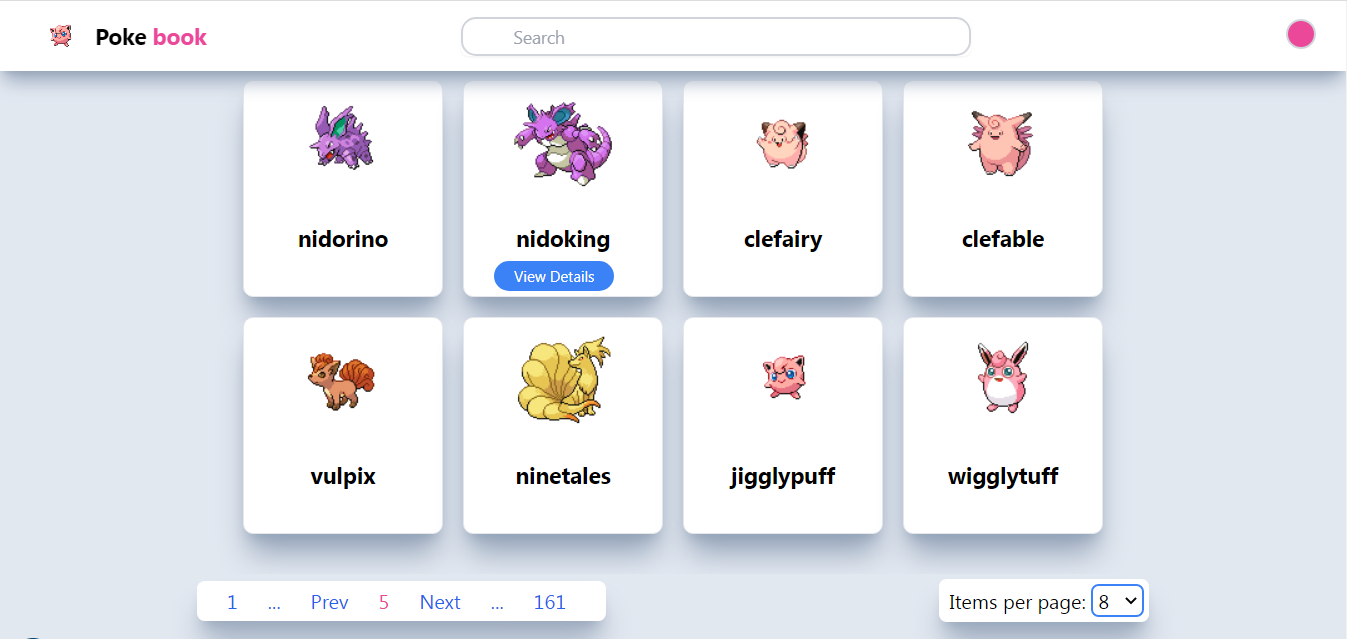 Poke book
Search
nidorino nidoking clefairy clefable
View Details
vulpix ninetales jigglypuff wigglytuff
1 ... Prev 5 Next ... 161
Items per page: 8